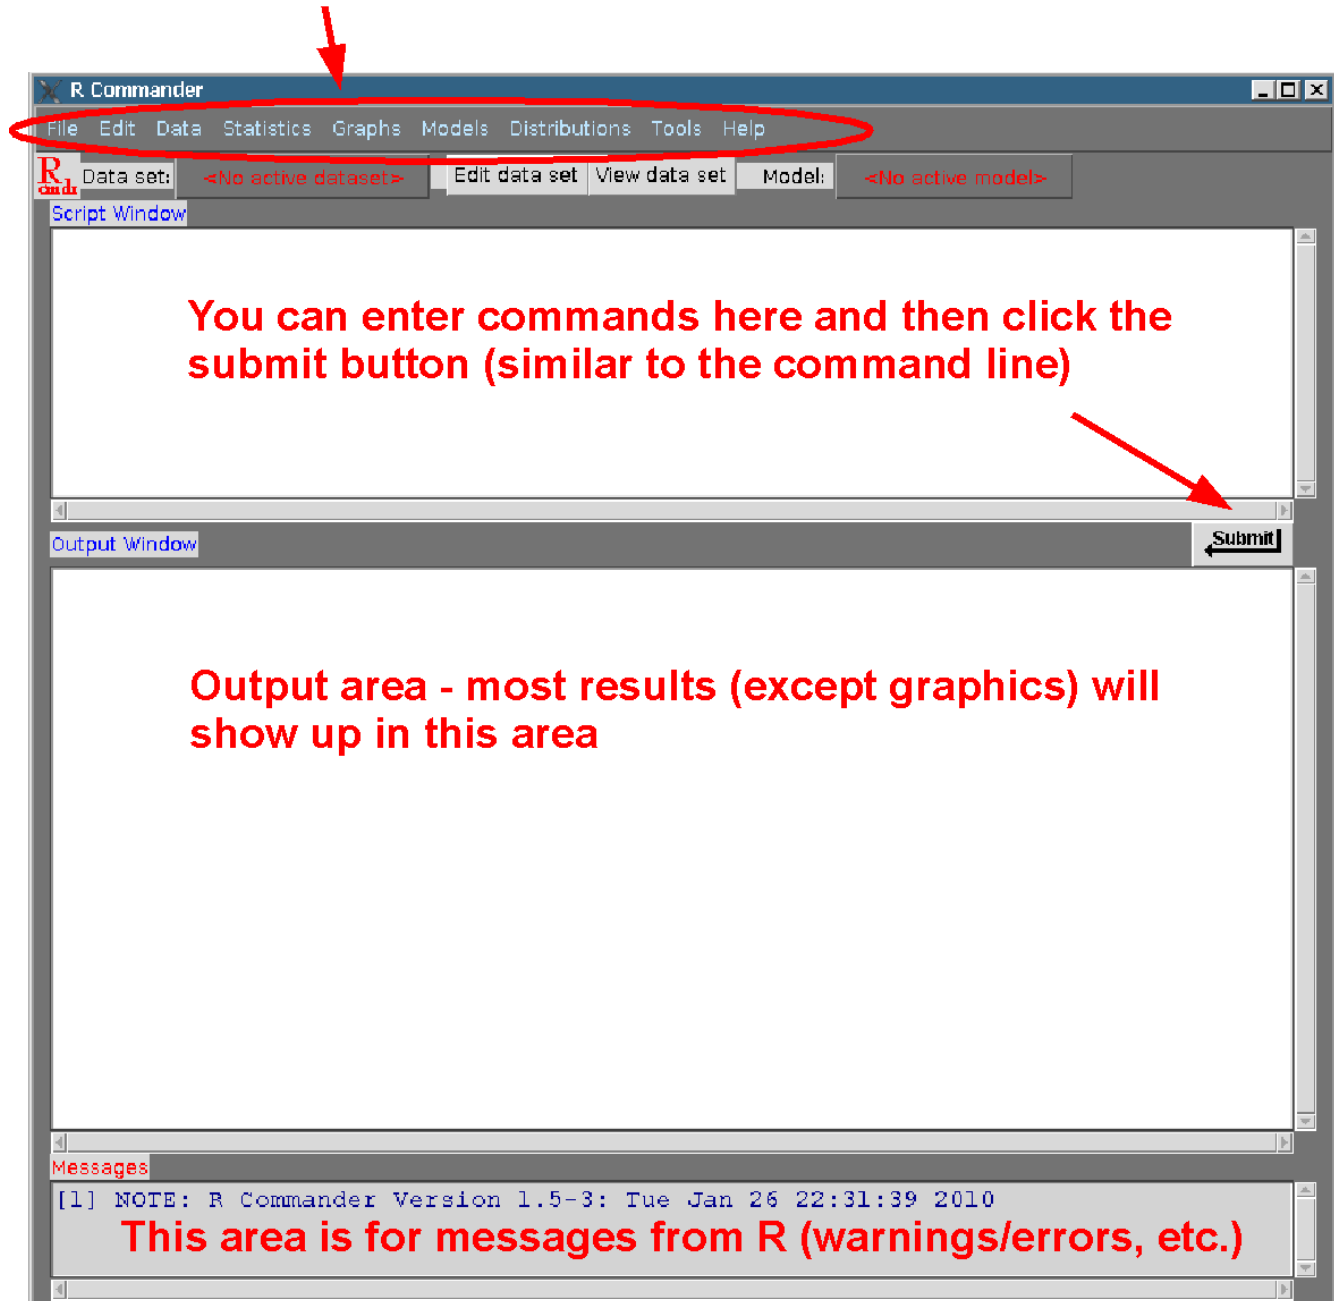 R Commander
File Edit Data Statistics Graphs Models Distributions Tools Help
R cmdr Data set: <No active dataset> Edit data set View data set Model: <No active model>
Script Window
You can enter commands here and then click the
submit button (similar to the command line)
Output Window Submit
Output area - most results (except graphics) will
show up in this area
Messages
[1] NOTE: R Commander Version 1.5-3: Tue Jan 26 22:31:39 2010
This area is for messages from R (warnings/errors, etc.)